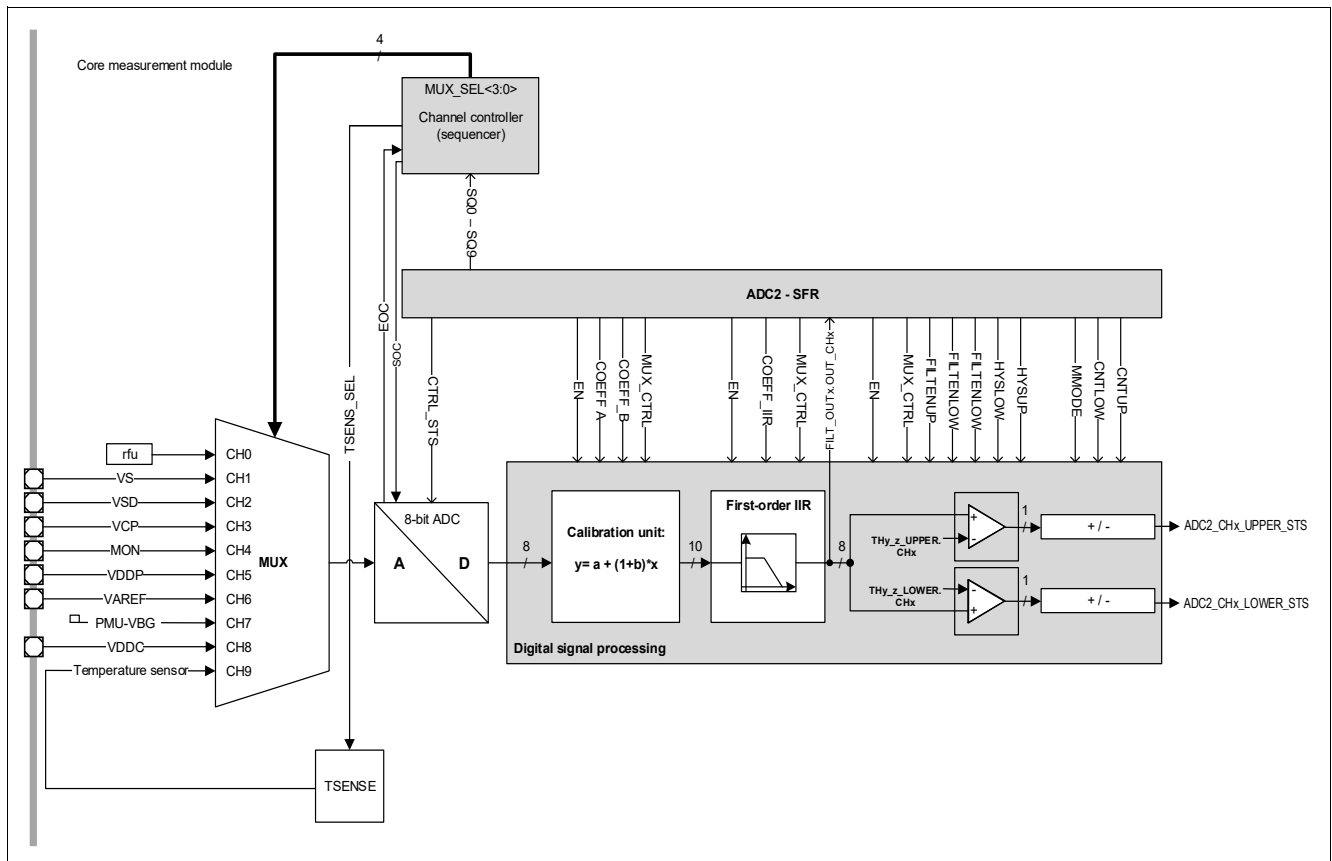 4
Core measurement module
MUX_SEL<3:0>
Channel controller
(sequencer)
SQ0 – SQ9
ADC2 - SFR
TSENS_SEL
EOC
SOC
CTRL_STS
EN
COEFF A
COEFF_B
MUX_CTRL
EN
COEFF_IIR
MUX_CTRL
FILT_OUTx.OUT_CHx
EN
MUX_CTRL
FILTENUP
FILTENLOW
FILTENLOW
HYSLOW
HYSUP
MMODE
CNTLOW
CNTUP
rfu
CH0
VS
CH1
VSD
CH2
VCP
CH3
MON
CH4
VDDP
CH5
VAREF
CH6
PMU-VBG
CH7
VDDC
CH8
Temperature sensor
CH9
MUX
8-bit ADC
A
D
8
Calibration unit:
y= a + (1+b)*x
10
First-order IIR
8
THy_z_UPPER.
CHx
+
-
1
+ / -
ADC2_CHx_UPPER_STS
THy_z_LOWER.
CHx
-
+
1
+ / -
ADC2_CHx_LOWER_STS
Digital signal processing
TSENSE